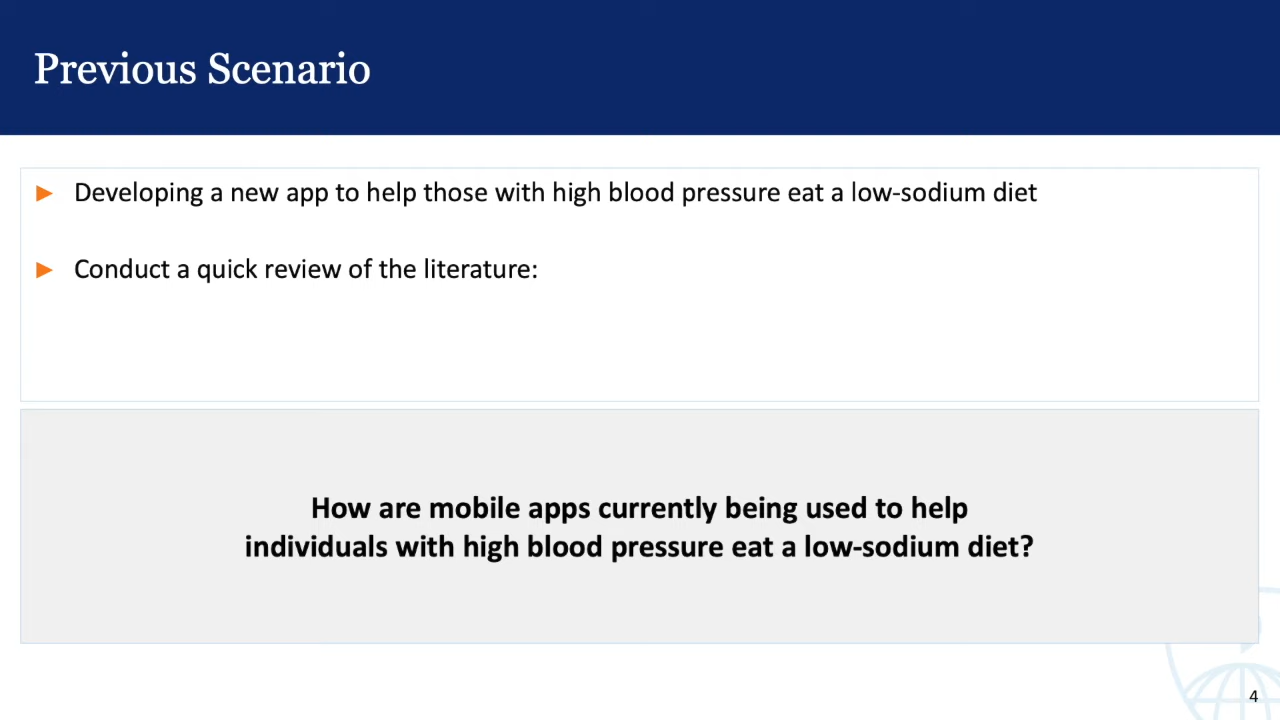 Previous Scenario
► Developing a new app to help those with high blood pressure eat a low-sodium diet
► Conduct a quick review of the literature:
How are mobile apps currently being used to help
individuals with high blood pressure eat a low-sodium diet?
4